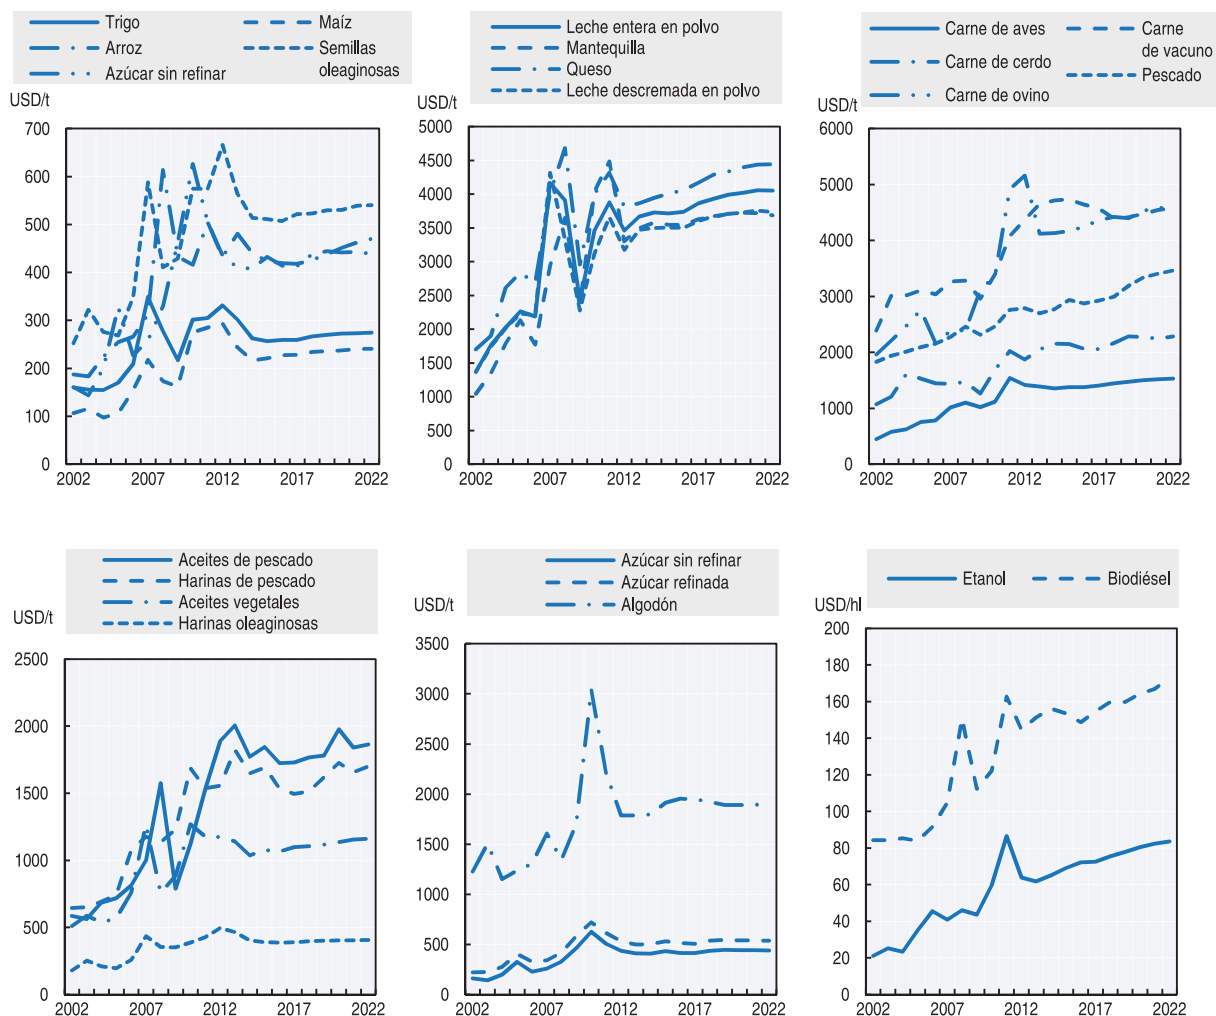 Trigo
Maíz
Arroz
Semillas
oleaginosas
Azúcar sin refinar
USD/t
700
600
500
400
300
200
100
0
2002 2007 2012 2017 2022
Leche entera en polvo
Mantequilla
Queso
Leche descremada en polvo
USD/t
5000
4500
4000
3500
3000
2500
2000
1500
1000
500
0
2002 2007 2012 2017 2022
Carne de aves
Carne
de vacuno
Carne de cerdo
Pescado
Carne de ovino
USD/t
6000
5000
4000
3000
2000
1000
0
2002 2007 2012 2017 2022
Aceites de pescado
Harinas de pescado
Aceites vegetales
Harinas oleaginosas
USD/t
2500
2000
1500
1000
500
0
2002 2007 2012 2017 2022
Azúcar sin refinar
Azúcar refinada
Algodón
USD/t
3500
3000
2500
2000
1500
1000
500
0
2002 2007 2012 2017 2022
Etanol Biodiésel
USD/hl
200
180
160
140
120
100
80
60
40
20
0
2002 2007 2012 2017 2022